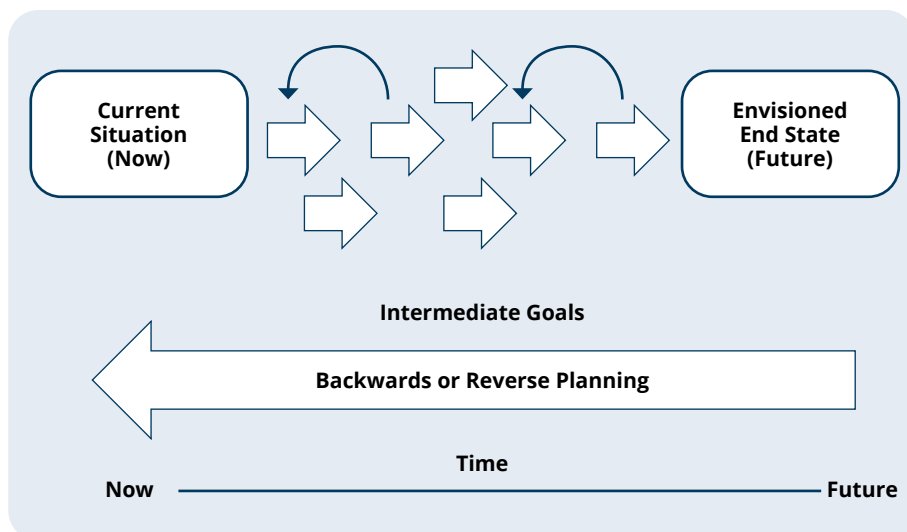 Current
Situation
(Now)
Envisioned
End State
(Future)
Intermediate Goals
Backwards or Reverse Planning
Time
Now
Future